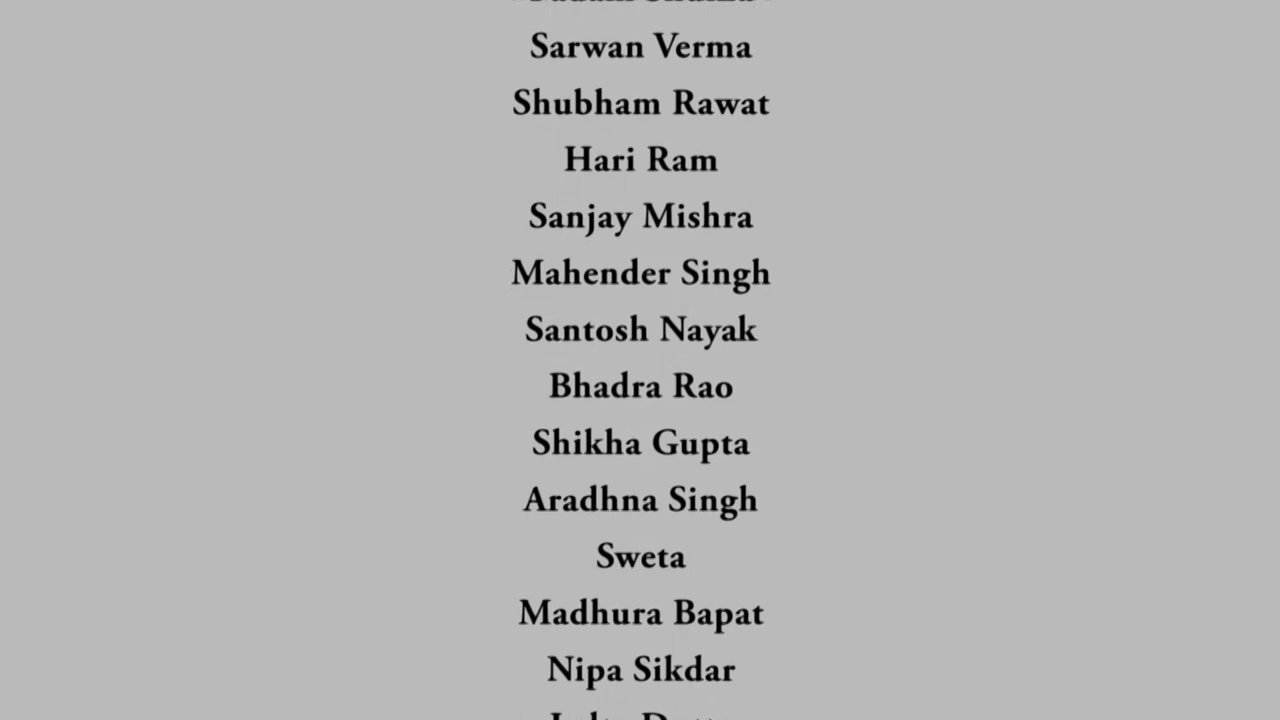 Sarwan Verma
Shubham Rawat
Hari Ram
Sanjay Mishra
Mahender Singh
Santosh Nayak
Bhadra Rao
Shikha Gupta
Aradhna Singh
Sweta
Madhura Bapat
Nipa Sikdar